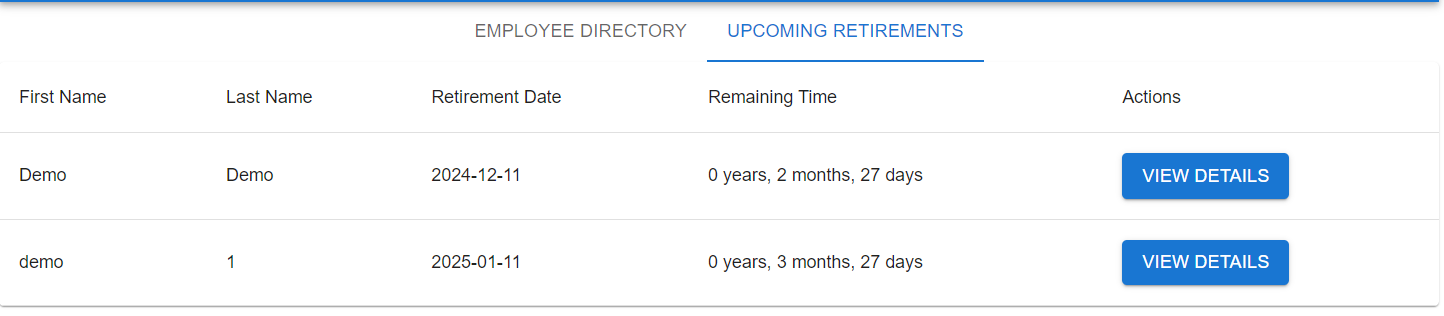 EMPLOYEE DIRECTORY UPCOMING RETIREMENTS
First Name Last Name Retirement Date Remaining Time Actions
Demo Demo 2024-12-11 0 years, 2 months, 27 days VIEW DETAILS
demo 1 2025-01-11 0 years, 3 months, 27 days VIEW DETAILS